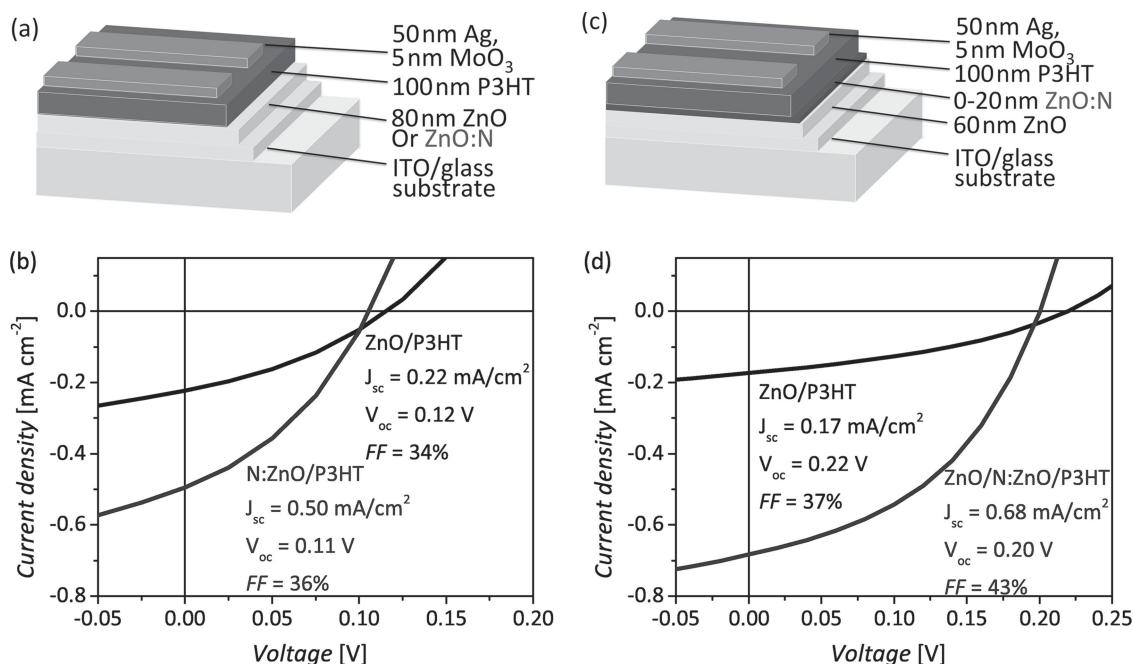 (a)
50 nm Ag,
5 nm MoO3
100 nm P3HT
80 nm ZnO
Or ZnO:N
ITO/glass
substrate
(c)
50 nm Ag,
5 nm MoO3
100 nm P3HT
0-20 nm ZnO:N
60 nm ZnO
ITO/glass
substrate
(b)
Current density [mA cm-2]
0.0
-0.2
-0.4
-0.6
-0.8
ZnO/P3HT
Jsc = 0.22 mA/cm2
Voc = 0.12 V
FF = 34%
N:ZnO/P3HT
Jsc = 0.50 mA/cm2
Voc = 0.11 V
FF = 36%
-0.05 0.00 0.05 0.10 0.15 0.20
Voltage [V]
(d)
Current density [mA cm-2]
0.0
-0.2
-0.4
-0.6
-0.8
ZnO/P3HT
Jsc = 0.17 mA/cm2
Voc = 0.22 V
FF = 37%
ZnO/N:ZnO/P3HT
Jsc = 0.68 mA/cm2
Voc = 0.20 V
FF = 43%
-0.05 0.00 0.05 0.10 0.15 0.20 0.25
Voltage [V]